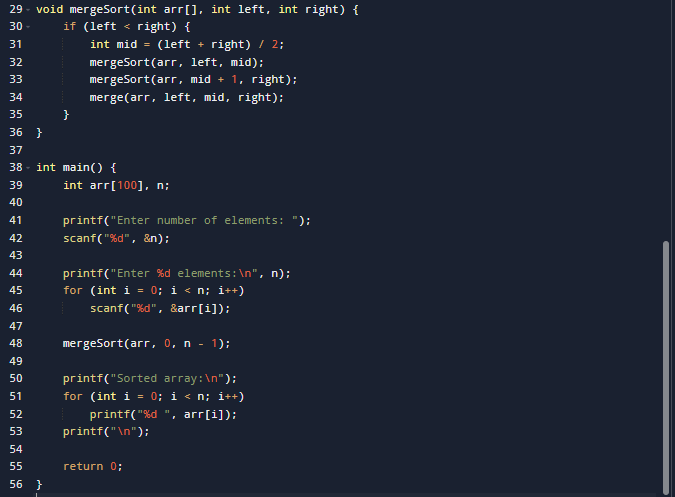 29 void mergeSort(int arr[], int left, int right) {
30     if (left < right) {
31         int mid = (left + right) / 2;
32         mergeSort(arr, left, mid);
33         mergeSort(arr, mid + 1, right);
34         merge(arr, left, mid, right);
35     }
36 }
37
38 int main() {
39     int arr[100], n;
40
41     printf("Enter number of elements: ");
42     scanf("%d", &n);
43
44     printf("Enter %d elements:\n", n);
45     for (int i = 0; i < n; i++)
46         scanf("%d", &arr[i]);
47
48     mergeSort(arr, 0, n - 1);
49
50     printf("Sorted array:\n");
51     for (int i = 0; i < n; i++)
52         printf("%d ", arr[i]);
53     printf("\n");
54
55     return 0;
56 }